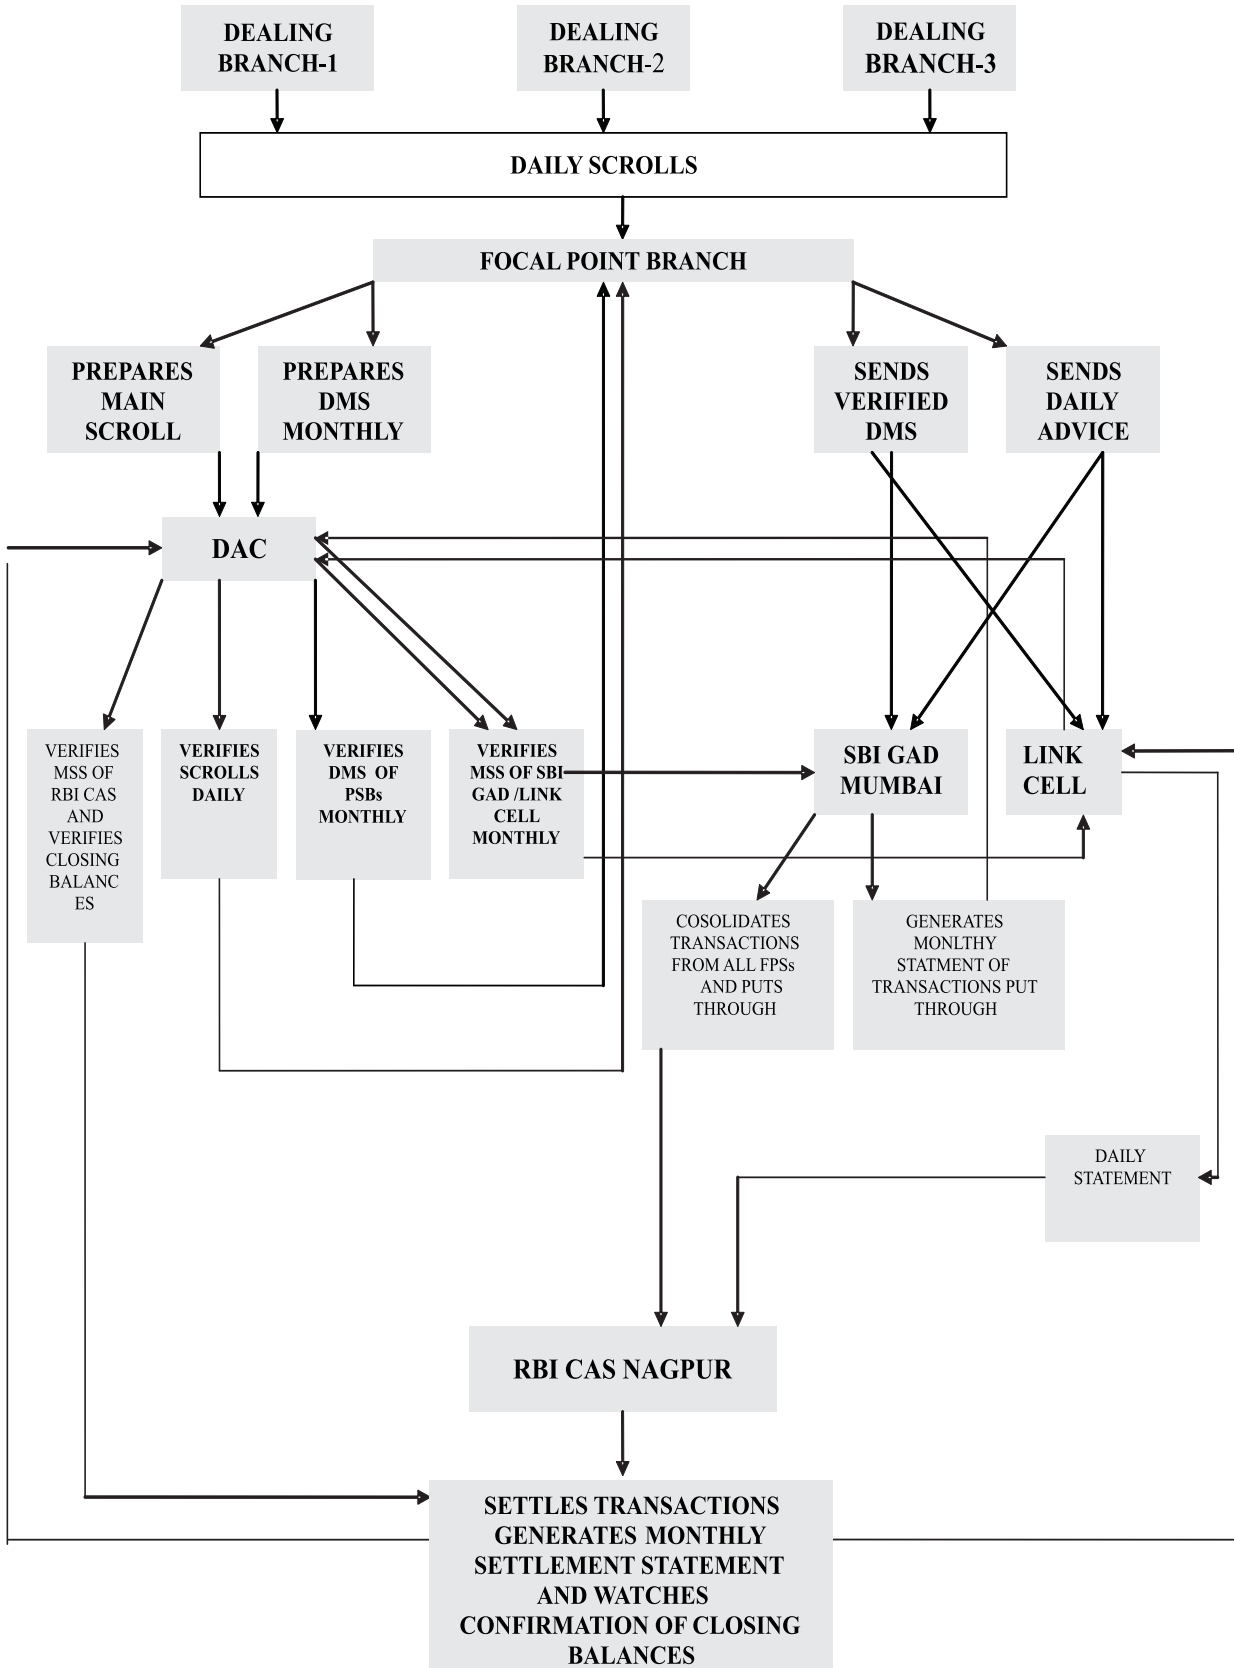 DEALING
BRANCH-1
DEALING
BRANCH-2
DEALING
BRANCH-3
DAILY SCROLLS
FOCAL POINT BRANCH
PREPARES
MAIN
SCROLL
PREPARES
DMS
MONTHLY
SENDS
VERIFIED
DMS
SENDS
DAILY
ADVICE
DAC
VERIFIES
MSS OF
RBI CAS
AND
VERIFIES
CLOSING
BALANC
ES
VERIFIES
SCROLLS
DAILY
VERIFIES
DMS OF
PSBs
MONTHLY
VERIFIES
MSS OF SBI
GAD /LINK
CELL
MONTHLY
SBI GAD
MUMBAI
LINK
CELL
COSOLIDATES
TRANSACTIONS
FROM ALL FPSs
AND PUTS
THROUGH
GENERATES
MONLTHY
STATMENT OF
TRANSACTIONS PUT
THROUGH
DAILY
STATEMENT
RBI CAS NAGPUR
SETTLES TRANSACTIONS
GENERATES MONTHLY
SETTLEMENT STATEMENT
AND WATCHES
CONFIRMATION OF CLOSING
BALANCES